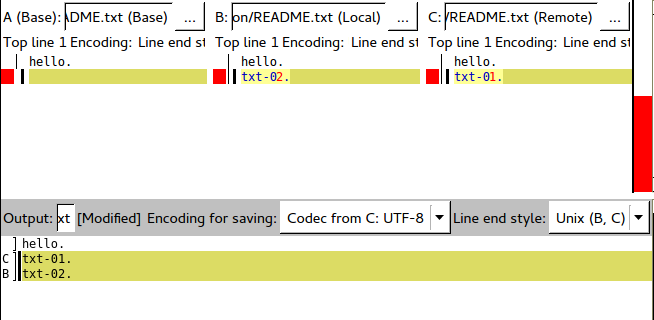 A (Base): \DME.txt (Base) ... B: on/README.txt (Local) ... C: /README.txt (Remote) ...
Top line 1 Encoding: Line end st Top line 1 Encoding: Line end st Top line 1 Encoding: Line end st
hello. hello. hello.
txt-02. txt-01.
Output: xt [Modified] Encoding for saving: Codec from C: UTF-8 Line end style: Unix (B, C)
hello.
C txt-01.
B txt-02.